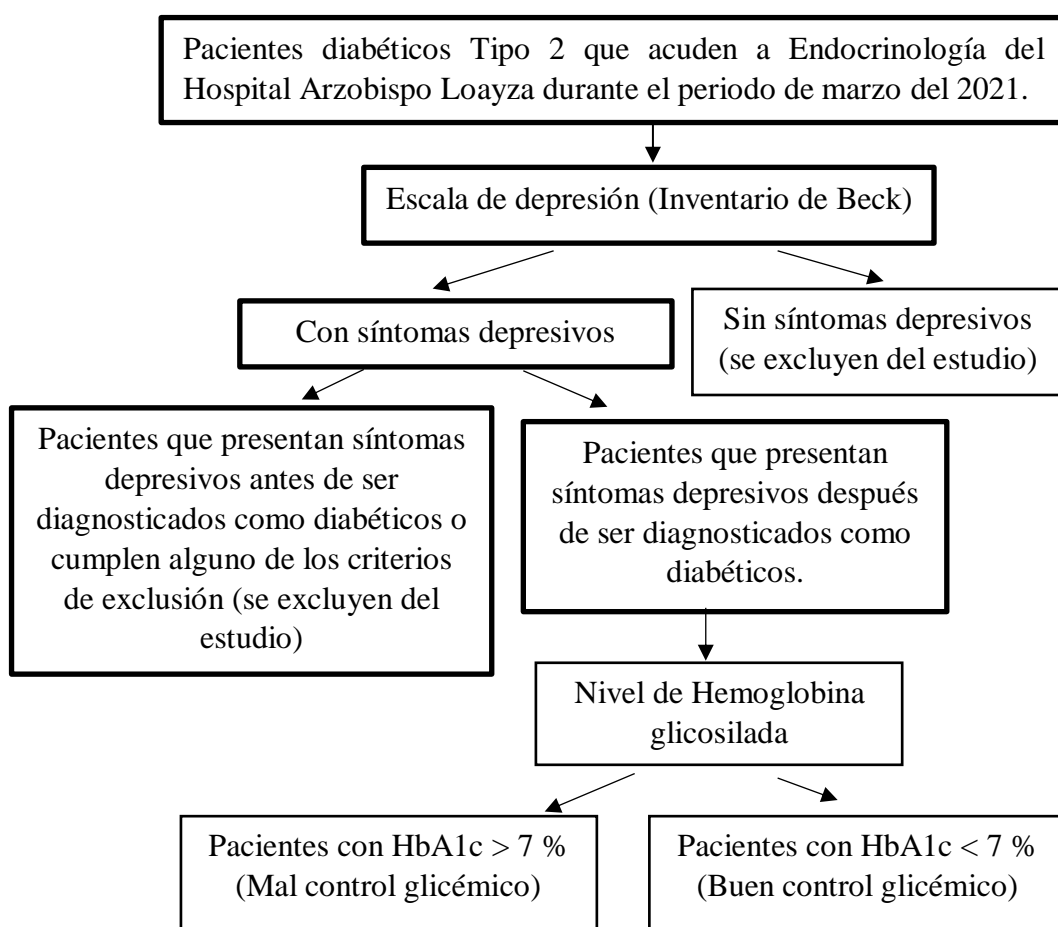 Pacientes diabéticos Tipo 2 que acuden a Endocrinología del
Hospital Arzobispo Loayza durante el periodo de marzo del 2021.
Escala de depresión (Inventario de Beck)
Con síntomas depresivos
Sin síntomas depresivos
(se excluyen del estudio)
Pacientes que presentan síntomas
depresivos antes de ser
diagnosticados como diabéticos o
cumplen alguno de los criterios
de exclusión (se excluyen del
estudio)
Pacientes que presentan
síntomas depresivos después
de ser diagnosticados como
diabéticos.
Nivel de Hemoglobina
glicosilada
Pacientes con HbA1c > 7 %
(Mal control glicémico)
Pacientes con HbA1c < 7 %
(Buen control glicémico)